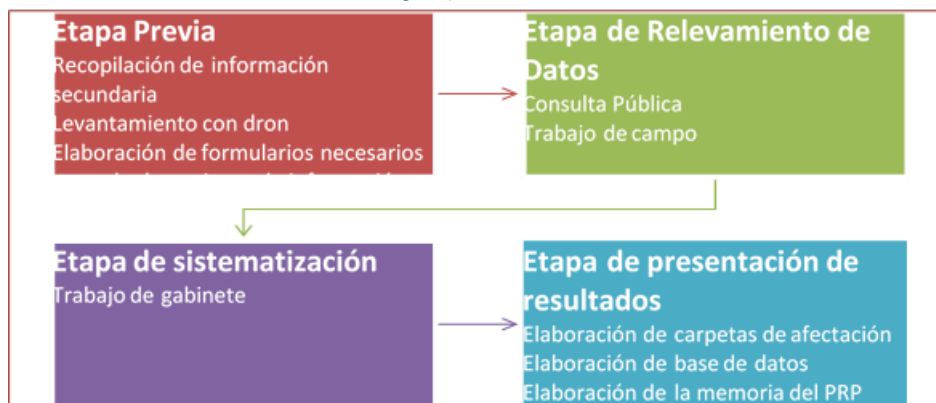 Etapa Previa
Recopilación de información
secundaria
Levantamiento con dron
Elaboración de formularios necesarios
Etapa de Relevamiento de
Datos
Consulta Pública
Trabajo de campo
Etapa de sistematización
Trabajo de gabinete
Etapa de presentación de
resultados
Elaboración de carpetas de afectación
Elaboración de base de datos
Elaboración de la memoria del PRP